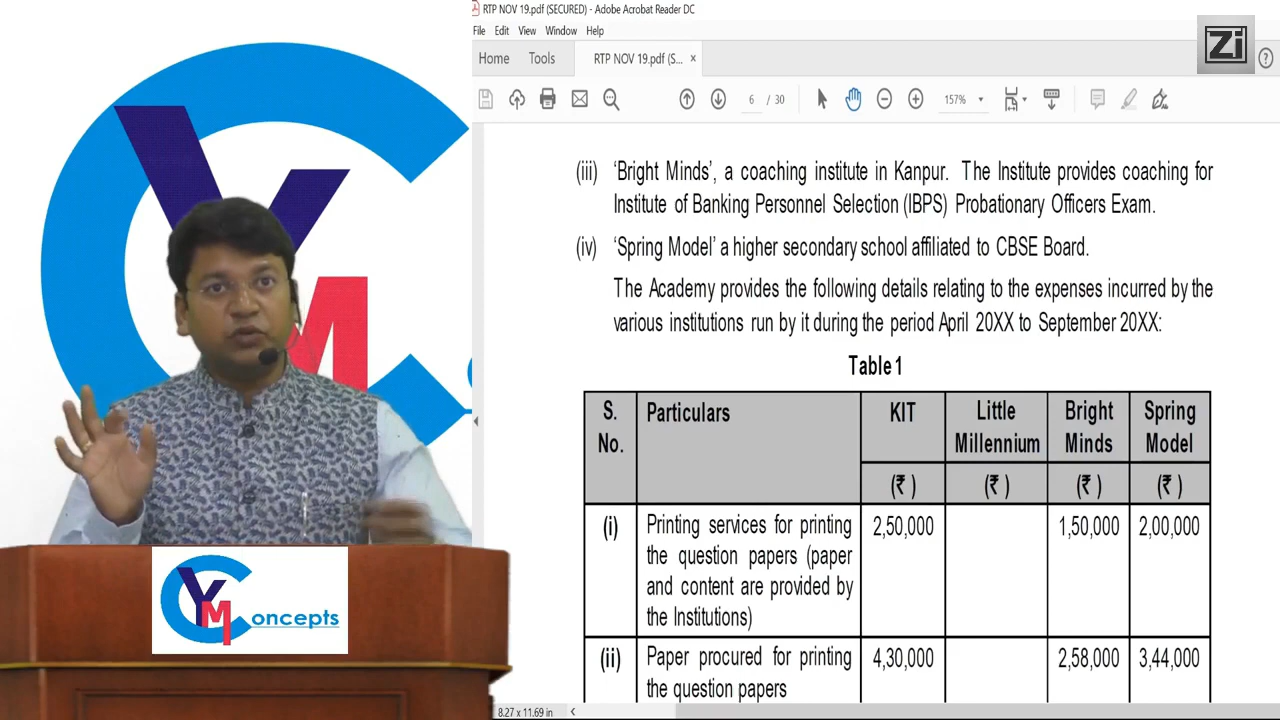 RTP NOV 19.pdf (SECURED) - Adobe Acrobat Reader DC
File Edit View Window Help
Home Tools RTP NOV 19.pdf (S... ×
Zi
6 / 30 157%
(iii) ‘Bright Minds’, a coaching institute in Kanpur. The Institute provides coaching for
Institute of Banking Personnel Selection (IBPS) Probationary Officers Exam.
(iv) ‘Spring Model’ a higher secondary school affiliated to CBSE Board.
The Academy provides the following details relating to the expenses incurred by the
various institutions run by it during the period April 20XX to September 20XX:
Table 1
S. No. Particulars KIT Little Millennium Bright Minds Spring Model
(₹ ) (₹ ) (₹ ) (₹ )
(i) Printing services for printing 2,50,000 1,50,000 2,00,000
the question papers (paper
and content are provided by
the Institutions)
(ii) Paper procured for printing 4,30,000 2,58,000 3,44,000
the question papers
8.27 x 11.69 in
YM Concepts